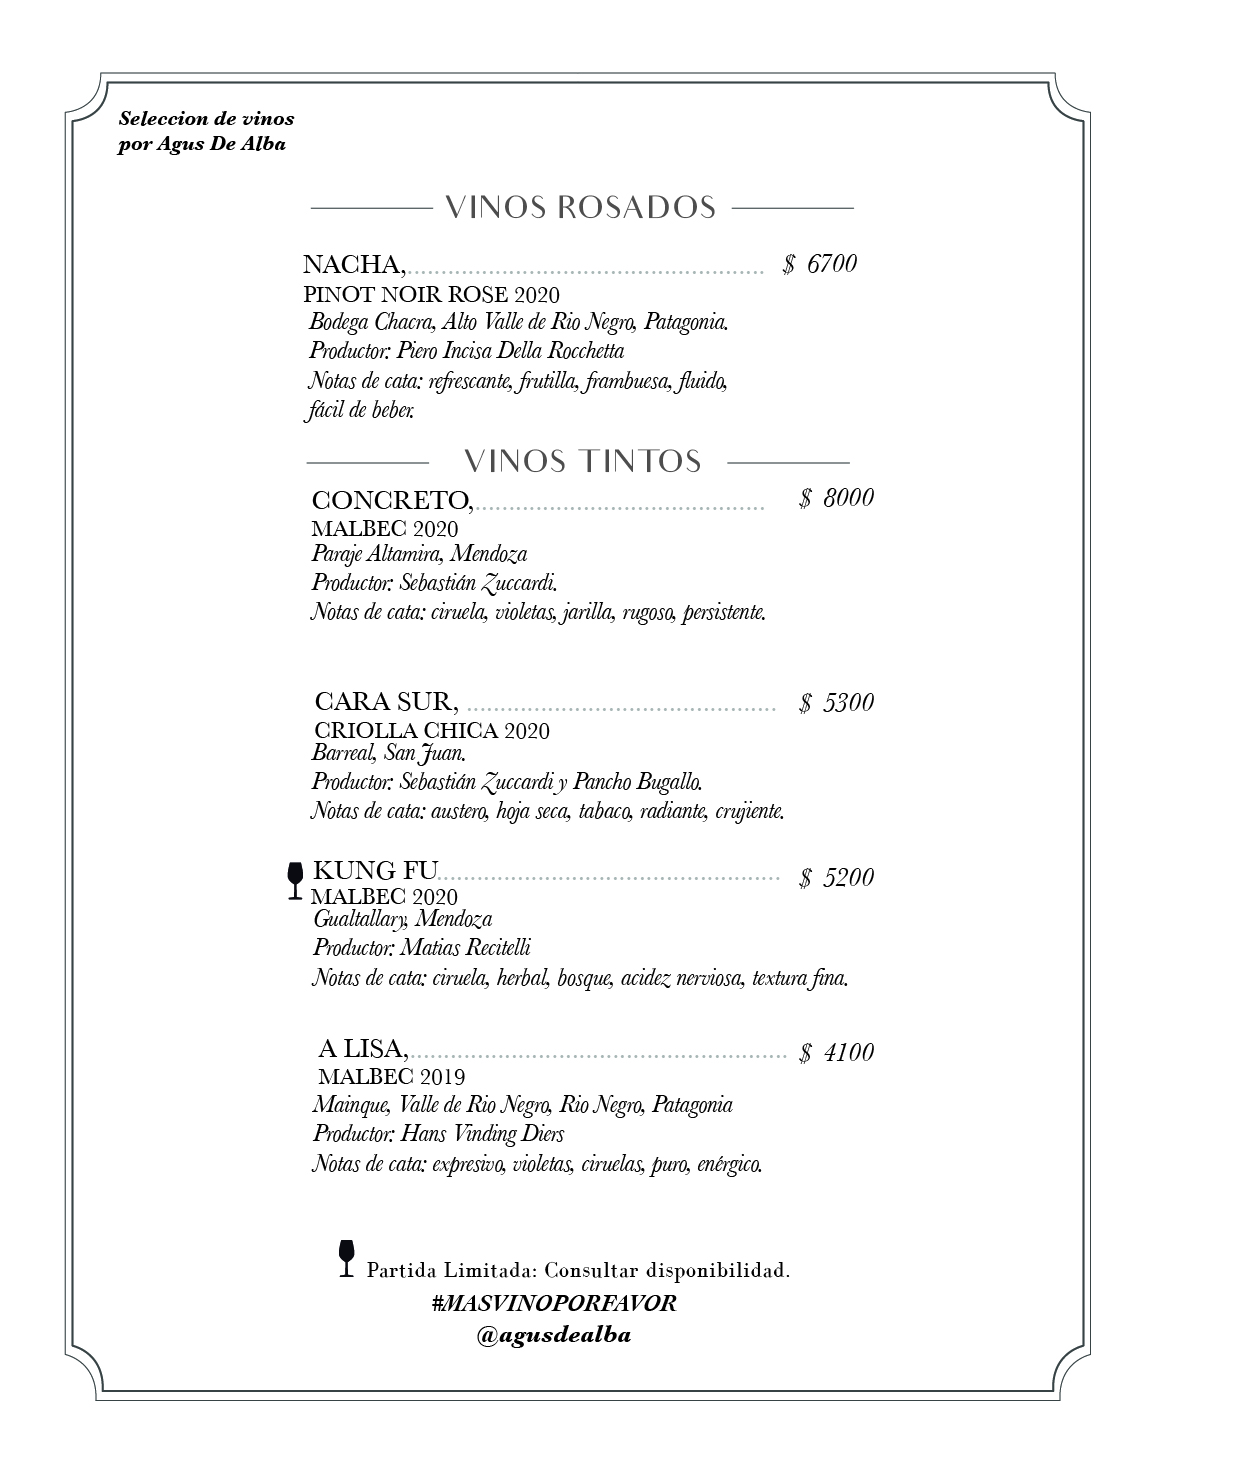 Seleccion de vinos
por Agus De Alba
VINOS ROSADOS
NACHA,................................................ $ 6700
PINOT NOIR ROSE 2020
Bodega Chacra, Alto Valle de Rio Negro, Patagonia.
Productor: Piero Incisa Della Rocchetta
Notas de cata: refrescante, frutilla, frambuesa, fluido,
fácil de beber.
VINOS TINTOS
CONCRETO,....................................... $ 8000
MALBEC 2020
Paraje Altamira, Mendoza
Productor: Sebastián Zuccardi.
Notas de cata: ciruela, violetas, jarilla, rugoso, persistente.
CARA SUR, ......................................... $ 5300
CRIOLLA CHICA 2020
Barreal, San Juan.
Productor: Sebastián Zuccardi y Pancho Bugallo.
Notas de cata: austero, hoja seca, tabaco, radiante, crujiente.
KUNG FU.............................................. $ 5200
MALBEC 2020
Gualtallary, Mendoza
Productor: Matias Recitelli
Notas de cata: ciruela, herbal, bosque, acidez nerviosa, textura fina.
A LISA,.................................................. $ 4100
MALBEC 2019
Mainque, Valle de Rio Negro, Rio Negro, Patagonia
Productor: Hans Vinding Diers
Notas de cata: expresivo, violetas, ciruelas, puro, enérgico.
Partida Limitada: Consultar disponibilidad.
#MASVINOPORFAVOR
@agusdealba